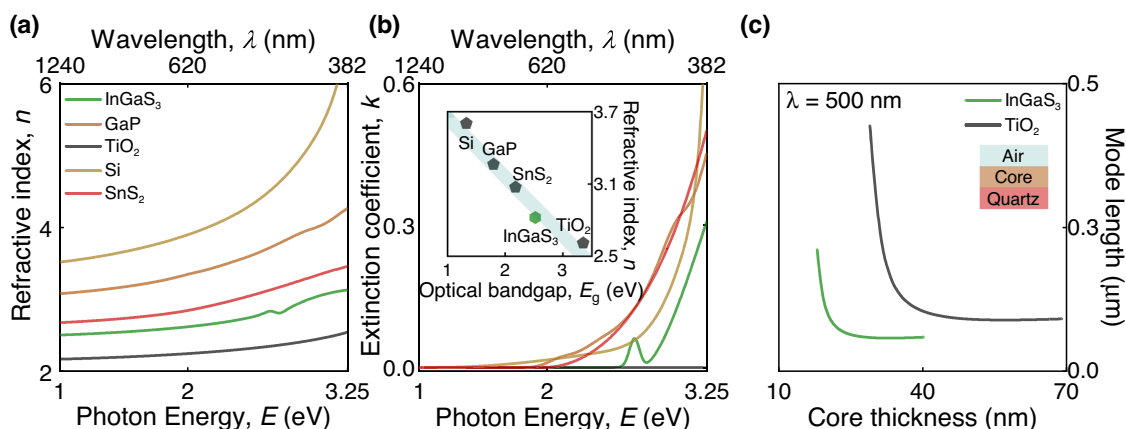 (a)
Wavelength, λ (nm)
1240 620 382
6
4
2
Refractive index, n
InGaS3
GaP
TiO2
Si
SnS2
1 2 3.25
Photon Energy, E (eV)
(b)
Wavelength, λ (nm)
1240 620 382
0.6
0.3
0.0
Extinction coefficient, k
3.7
3.1
2.5
Refractive index, n
Si
GaP
SnS2
InGaS3
TiO2
1 2 3
Optical bandgap, Eg (eV)
1 2 3.25
Photon Energy, E (eV)
(c)
λ = 500 nm
InGaS3
TiO2
Air
Core
Quartz
0.5
0.3
0.0
Mode length (μm)
10 40 70
Core thickness (nm)